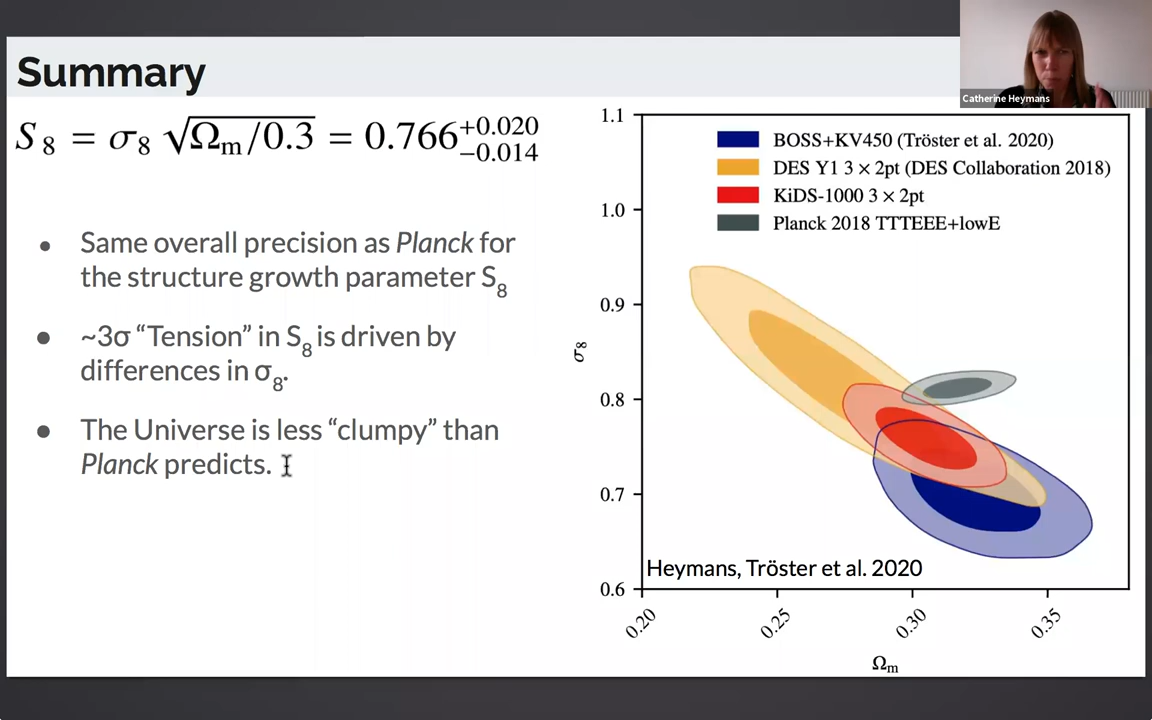 Summary
Catherine Heymans
S₈ = σ₈ √Ωₘ/0.3 = 0.766 +0.020 −0.014
● Same overall precision as Planck for
the structure growth parameter S₈
● ~3σ “Tension” in S₈ is driven by
differences in σ₈.
● The Universe is less “clumpy” than
Planck predicts.
BOSS+KV450 (Tröster et al. 2020)
DES Y1 3 × 2pt (DES Collaboration 2018)
KiDS-1000 3 × 2pt
Planck 2018 TTTEEE+lowE
1.1
1.0
0.9
0.8
0.7
0.6
σ₈
Heymans, Tröster et al. 2020
0.20
0.25
0.30
0.35
Ωₘ